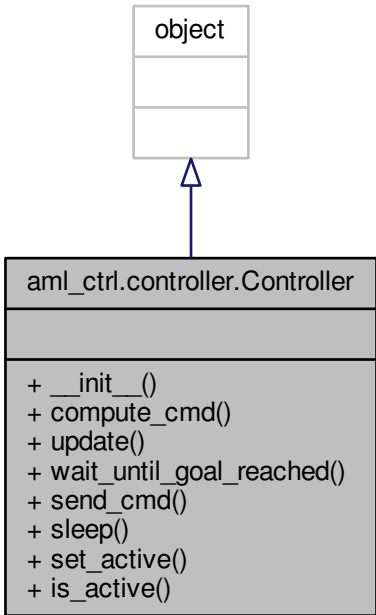 object
aml_ctrl.controller.Controller
+ __init__()
+ compute_cmd()
+ update()
+ wait_until_goal_reached()
+ send_cmd()
+ sleep()
+ set_active()
+ is_active()